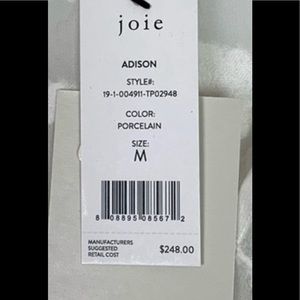 joie
ADISON
STYLE#:
19-1-004911-TP02948
COLOR:
PORCELAIN
SIZE:
M
8 08895 08567 2
MANUFACTURERS
SUGGESTED
RETAIL COST
$248.00